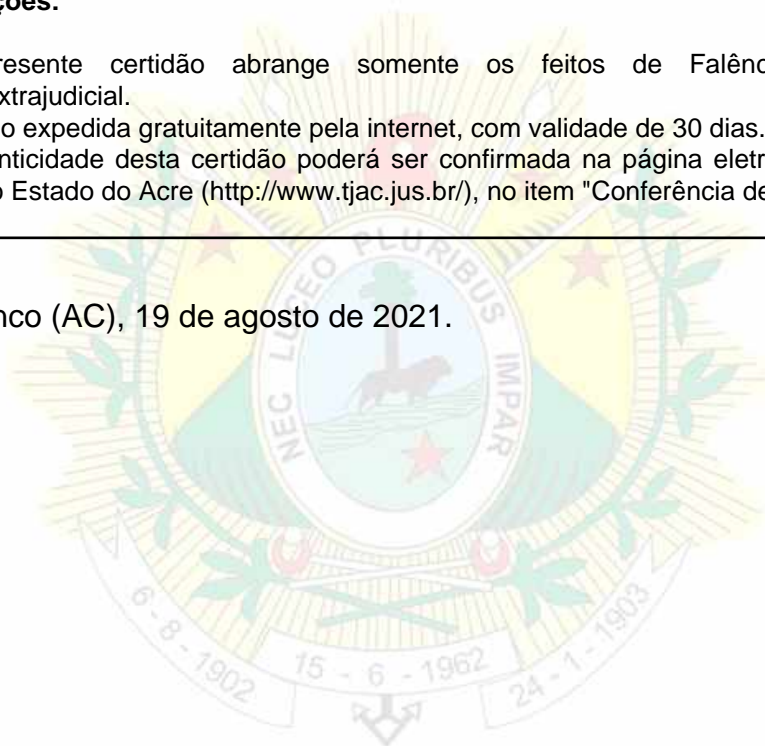 ções:
resente certidão abrange somente os feitos de Falênc
xtrajudicial.
o expedida gratuitamente pela internet, com validade de 30 dias.
nticidade desta certidão poderá ser confirmada na página eletr
o Estado do Acre (http://www.tjac.jus.br/), no item "Conferência de
nco (AC), 19 de agosto de 2021.
NEC LUCEO PLURIBUS IMPAR
6 - 8 - 1902
15 - 6 - 1962
24 - 1 - 1903